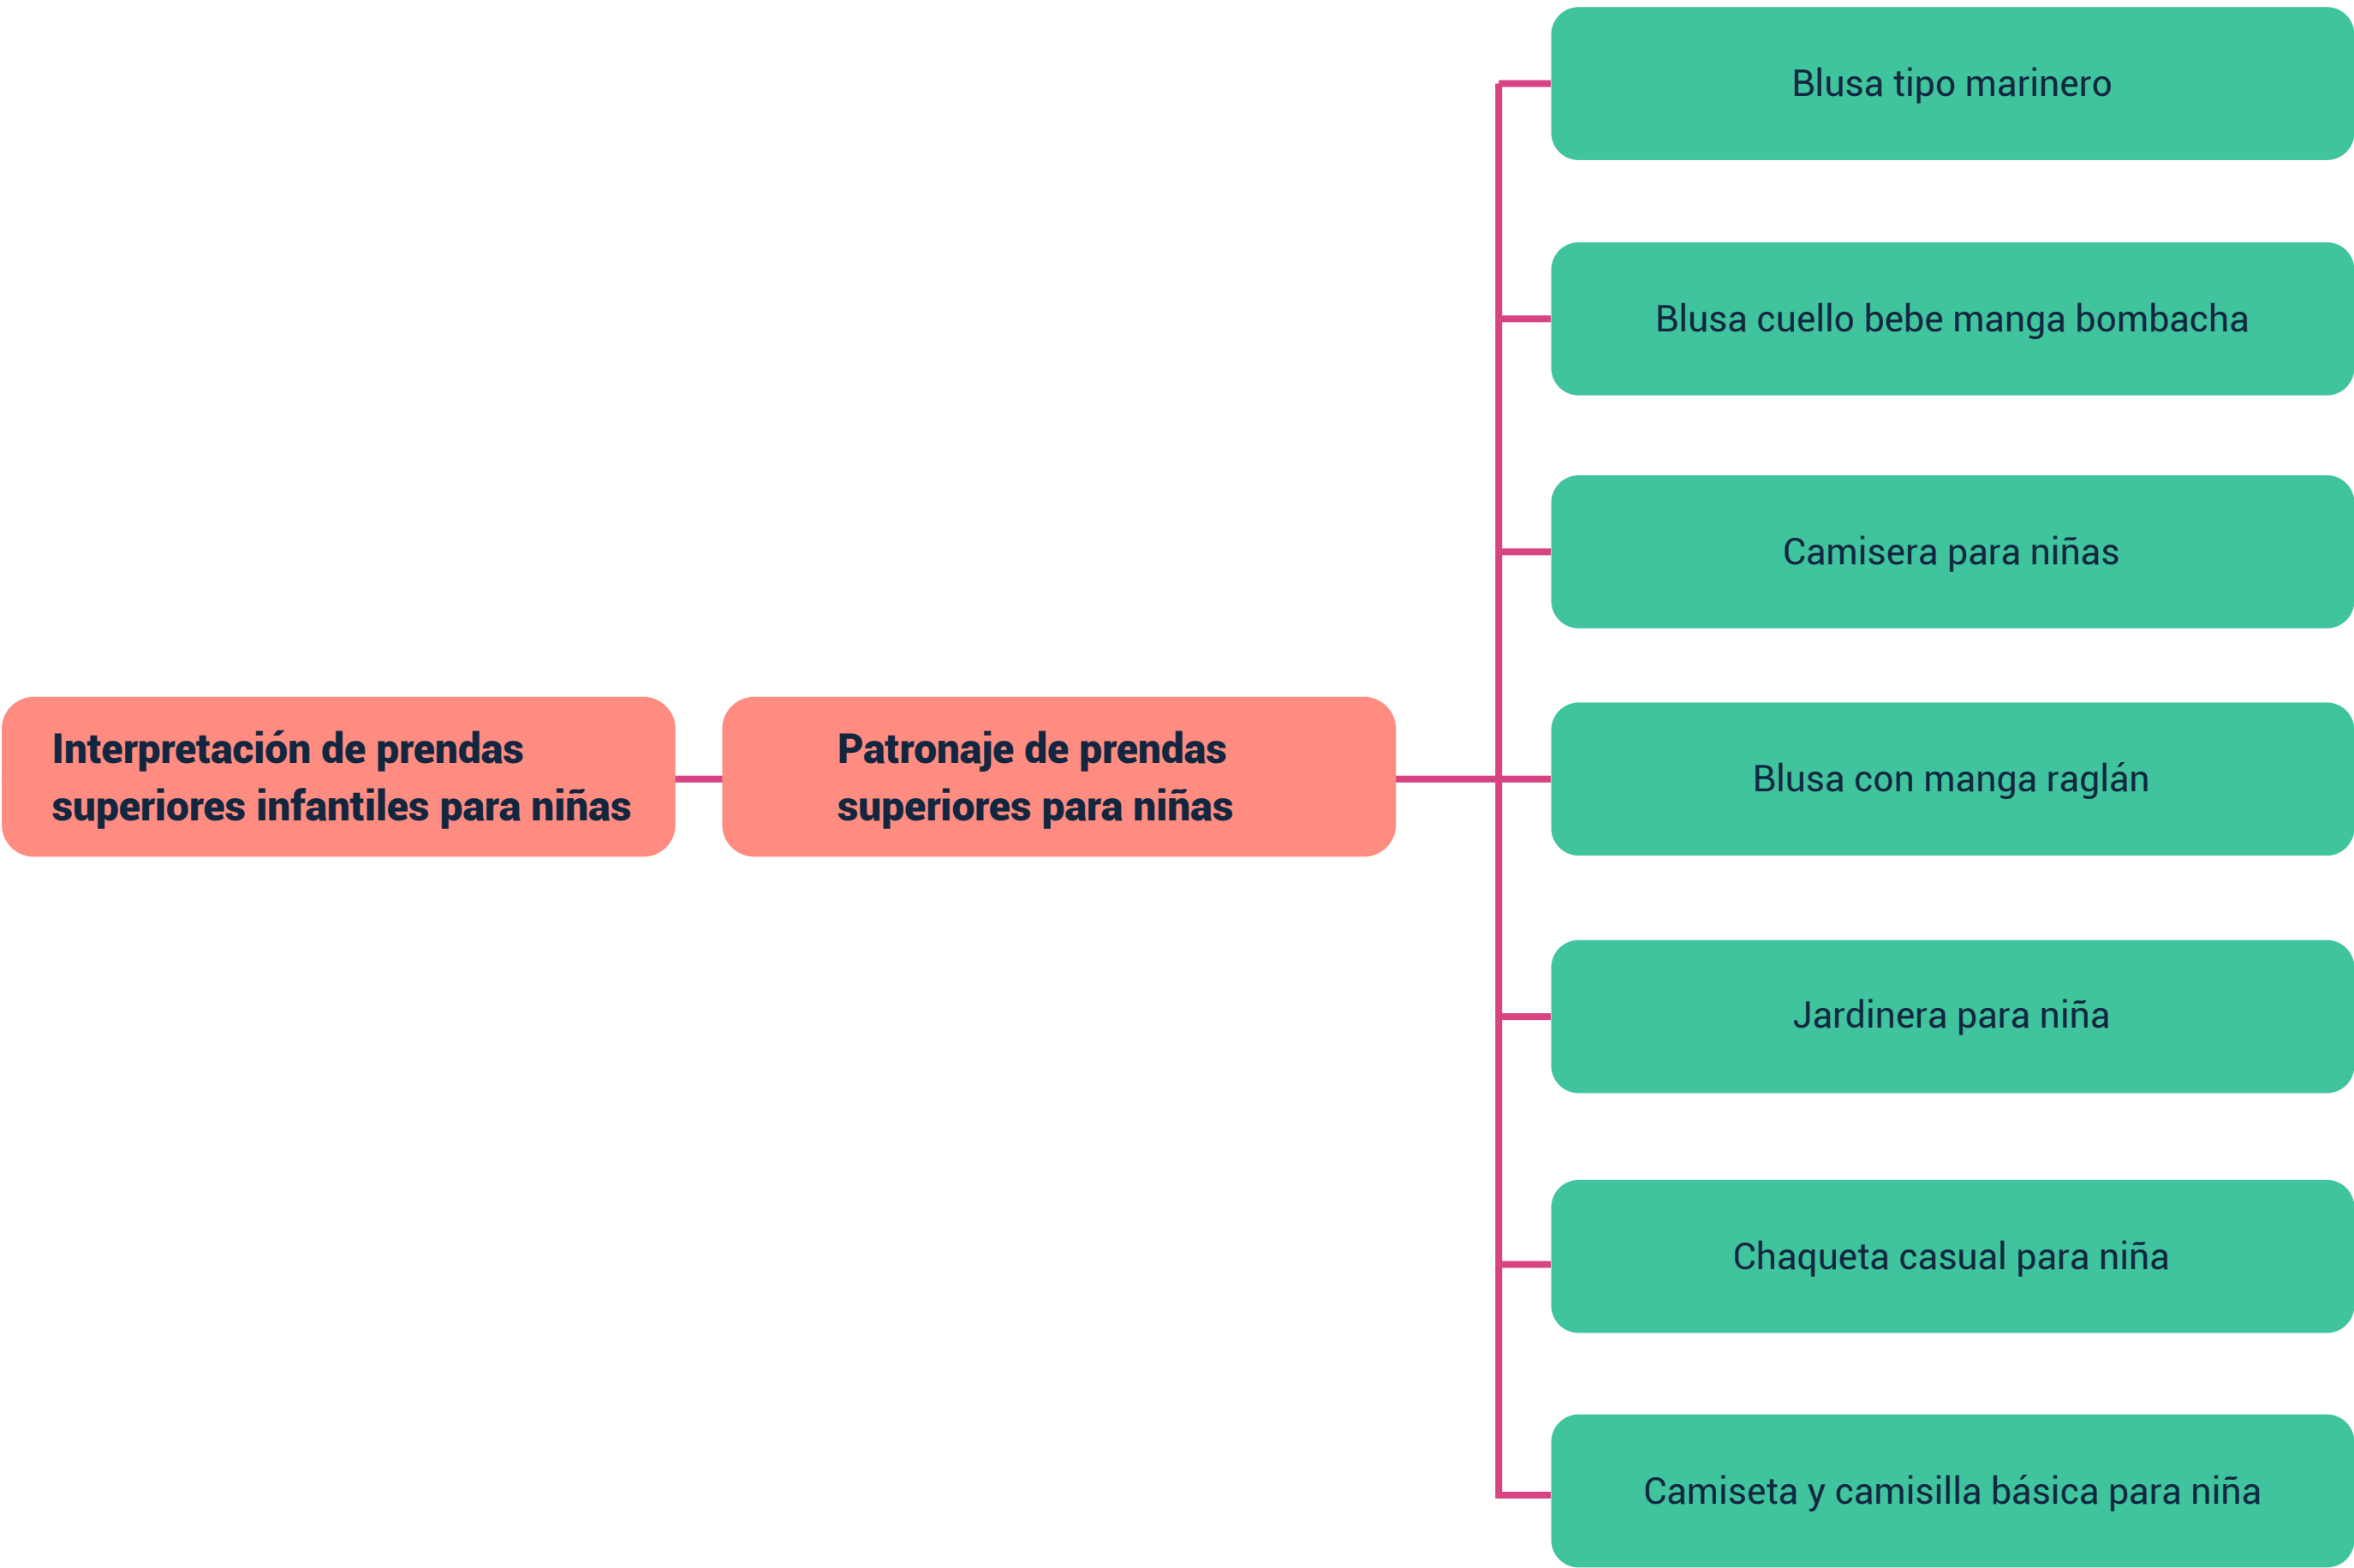 Blusa tipo marinero
Blusa cuello bebe manga bombacha
Camisera para niñas
Interpretación de prendas
superiores infantiles para niñas
Patronaje de prendas
superiores para niñas
Blusa con manga raglán
Jardinera para niña
Chaqueta casual para niña
Camiseta y camisilla básica para niña